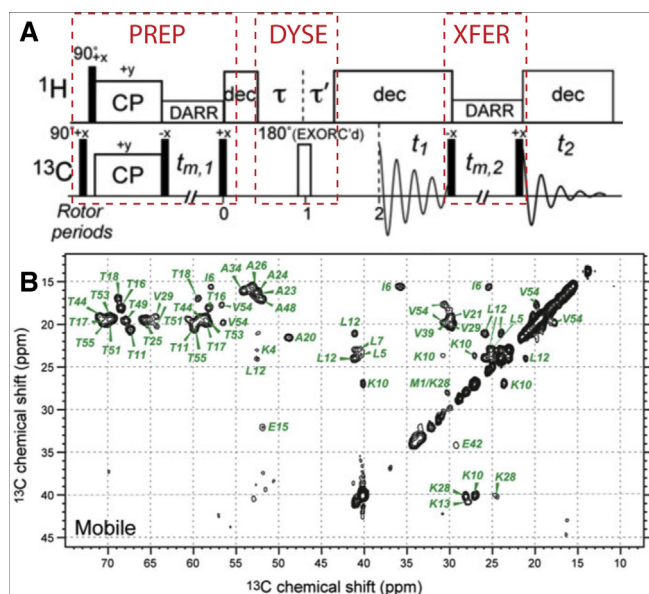 A
PREP
DYSE
XFER
90°+x
+y
¹H
CP
DARR
dec
τ
τ'
dec
DARR
dec
90°+x
+y
-x
+x
180°(EXORC'd)
t₁
-x
+x
t₂
¹³C
CP
tₘ,₁
tₘ,₂
Rotor
periods
0
1
2
B
T18
T16
T53
T44
T49
V29
T17
T55
T51
T11
T25
T18
I6
A34
A26
A24
A23
A48
T44
T16
T51
V54
V54
T53
T11
T17
T55
K4
L12
A20
L12
L7
L5
L12
K10
E15
I6
I6
V54
V54
V21
L12
V39
V29
L5
V54
K10
K10
L12
M1/K28
K10
E42
K28
K10
K28
K13
Mobile
15
20
25
30
35
40
45
70
65
60
55
50
45
40
35
30
25
20
15
10
¹³C chemical shift (ppm)
¹³C chemical shift (ppm)